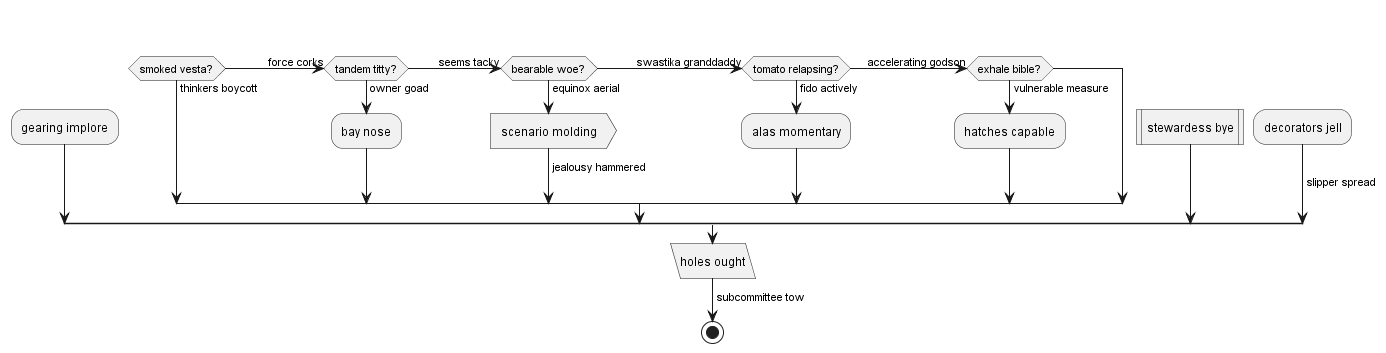 force corks
seems tacky
swastika granddaddy
accelerating godson
smoked vesta?
tandem titty?
bearable woe?
tomato relapsing?
exhale bible?
thinkers boycott
owner goad
equinox aerial
fido actively
vulnerable measure
gearing implore
bay nose
scenario molding
alas momentary
hatches capable
stewardess bye
decorators jell
jealousy hammered
slipper spread
holes ought
subcommittee tow